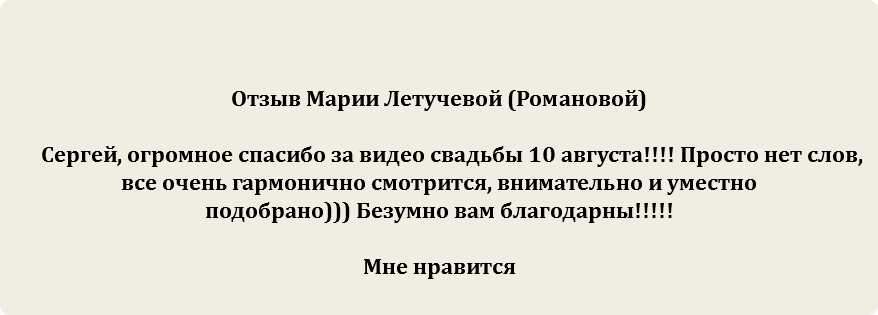 Отзыв Марии Летучевой (Романовой)
Сергей, огромное спасибо за видео свадьбы 10 августа!!!! Просто нет слов,
все очень гармонично смотрится, внимательно и уместно
подобрано))) Безумно вам благодарны!!!!!
Мне нравится